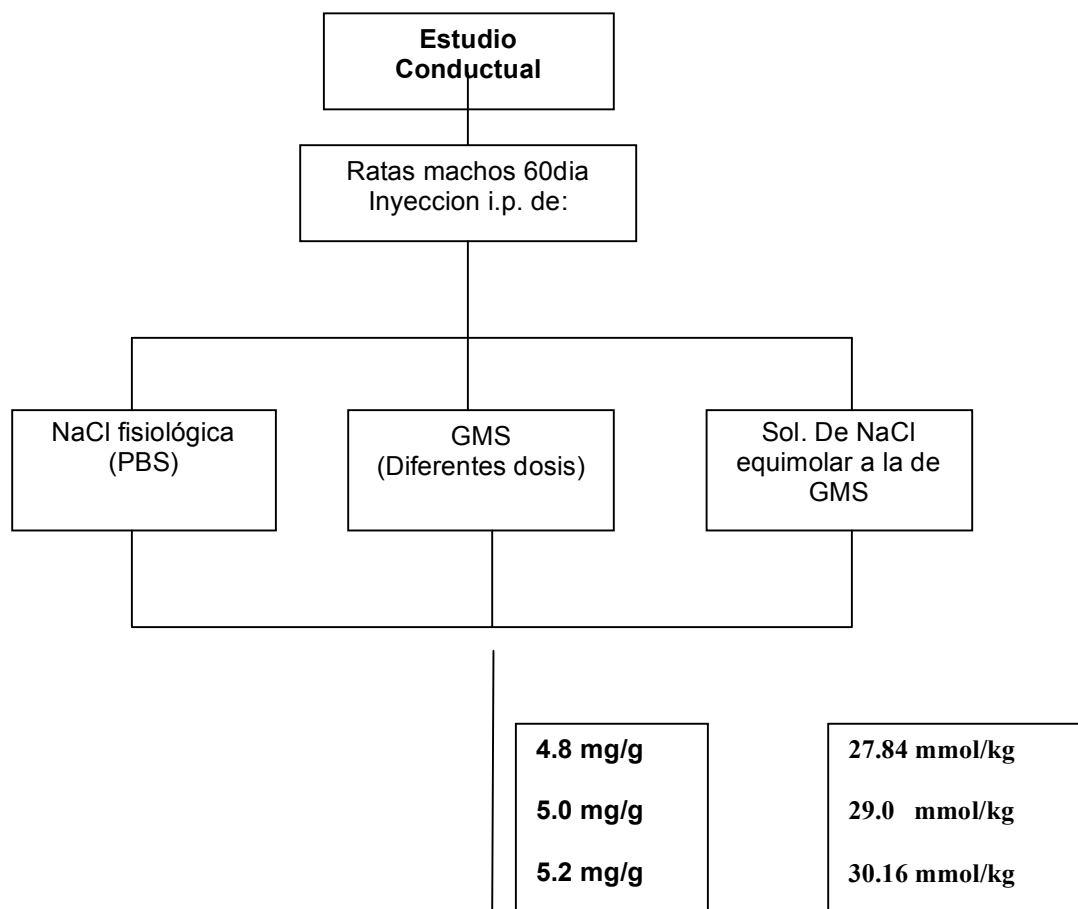 Estudio
Conductual
Ratas machos 60dia
Inyeccion i.p. de:
NaCl fisiológica
(PBS)
GMS
(Diferentes dosis)
Sol. De NaCl
equimolar a la de
GMS
4.8 mg/g
5.0 mg/g
5.2 mg/g
27.84 mmol/kg
29.0 mmol/kg
30.16 mmol/kg